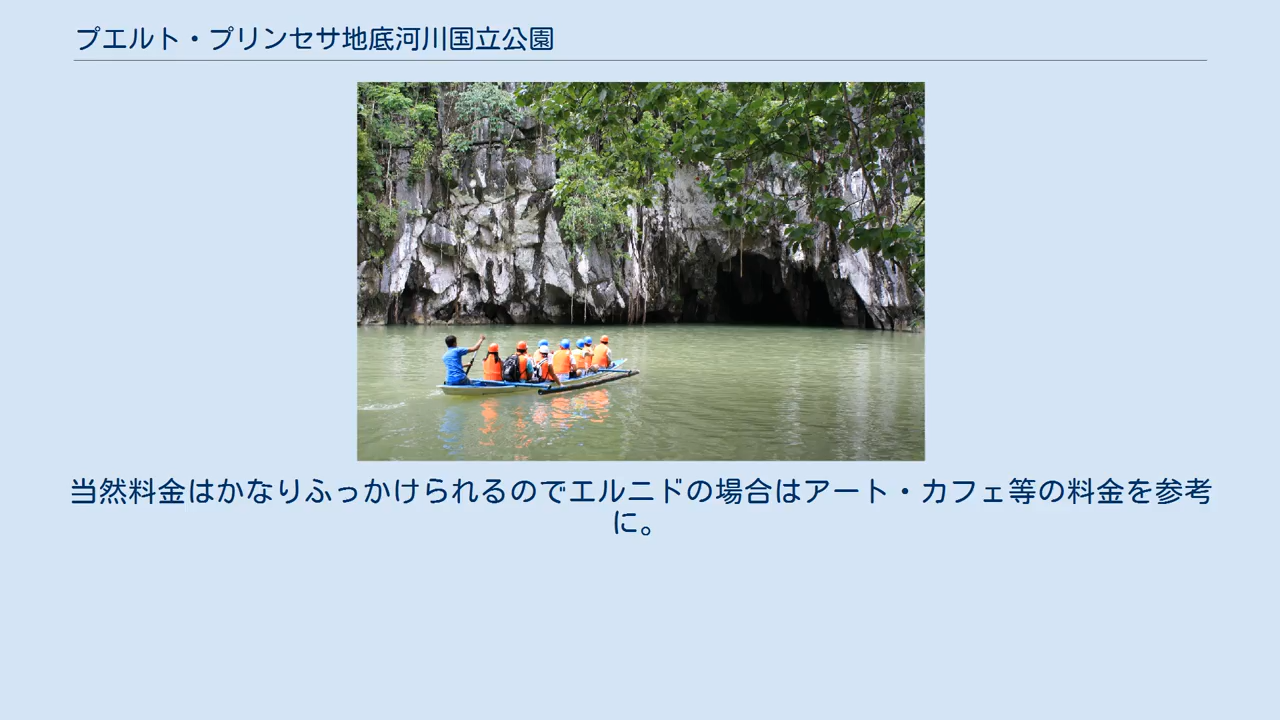 プエルト・プリンセサ地底河川国立公園
当然料金はかなりふっかけられるのでエルニドの場合はアート・カフェ等の料金を参考
に。